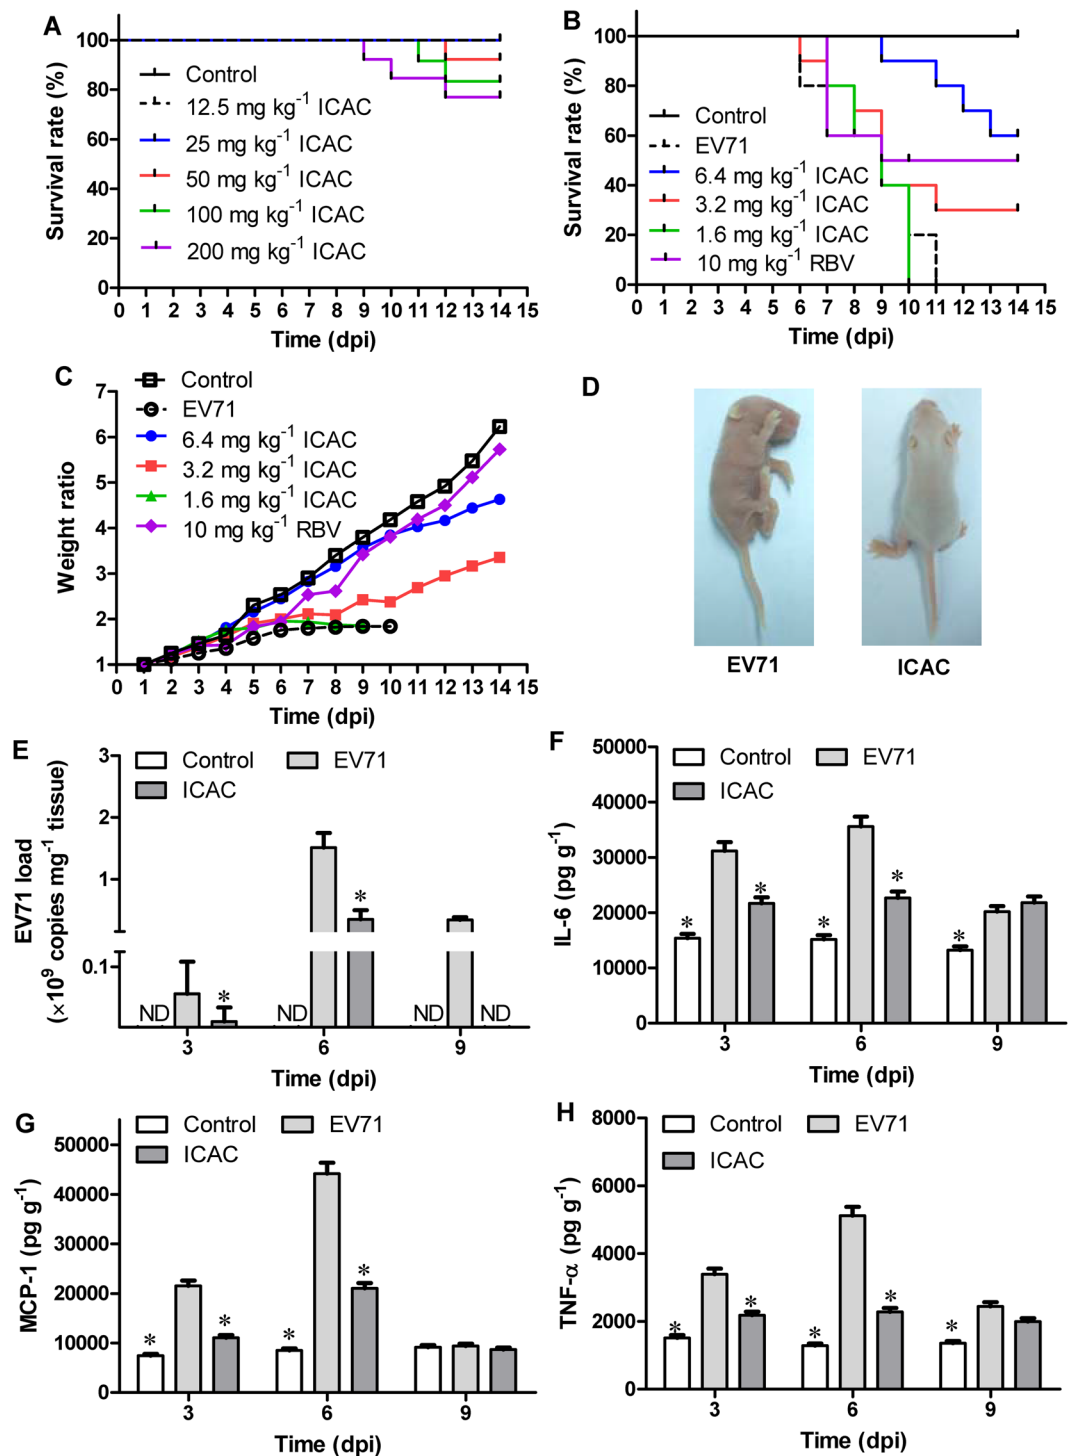 A
Survival rate (%)
100
80
60
40
20
0
Control
12.5 mg kg⁻¹ ICAC
25 mg kg⁻¹ ICAC
50 mg kg⁻¹ ICAC
100 mg kg⁻¹ ICAC
200 mg kg⁻¹ ICAC
0 1 2 3 4 5 6 7 8 9 10 11 12 13 14 15
Time (dpi)
B
Survival rate (%)
100
80
60
40
20
0
Control
EV71
6.4 mg kg⁻¹ ICAC
3.2 mg kg⁻¹ ICAC
1.6 mg kg⁻¹ ICAC
10 mg kg⁻¹ RBV
0 1 2 3 4 5 6 7 8 9 10 11 12 13 14 15
Time (dpi)
C
Weight ratio
7
6
5
4
3
2
1
Control
EV71
6.4 mg kg⁻¹ ICAC
3.2 mg kg⁻¹ ICAC
1.6 mg kg⁻¹ ICAC
10 mg kg⁻¹ RBV
0 1 2 3 4 5 6 7 8 9 10 11 12 13 14 15
Time (dpi)
D
EV71
ICAC
E
EV71 load
(×10⁹ copies mg⁻¹ tissue)
3
2
1
0.1
Control
EV71
ICAC
*
*
ND
ND
ND
ND
3 6 9
Time (dpi)
F
IL-6 (pg g⁻¹)
50000
40000
30000
20000
10000
0
Control
EV71
ICAC
*
*
*
*
*
3 6 9
Time (dpi)
G
MCP-1 (pg g⁻¹)
50000
40000
30000
20000
10000
0
Control
EV71
ICAC
*
*
*
*
3 6 9
Time (dpi)
H
TNF-α (pg g⁻¹)
8000
6000
4000
2000
0
Control
EV71
ICAC
*
*
*
*
*
3 6 9
Time (dpi)